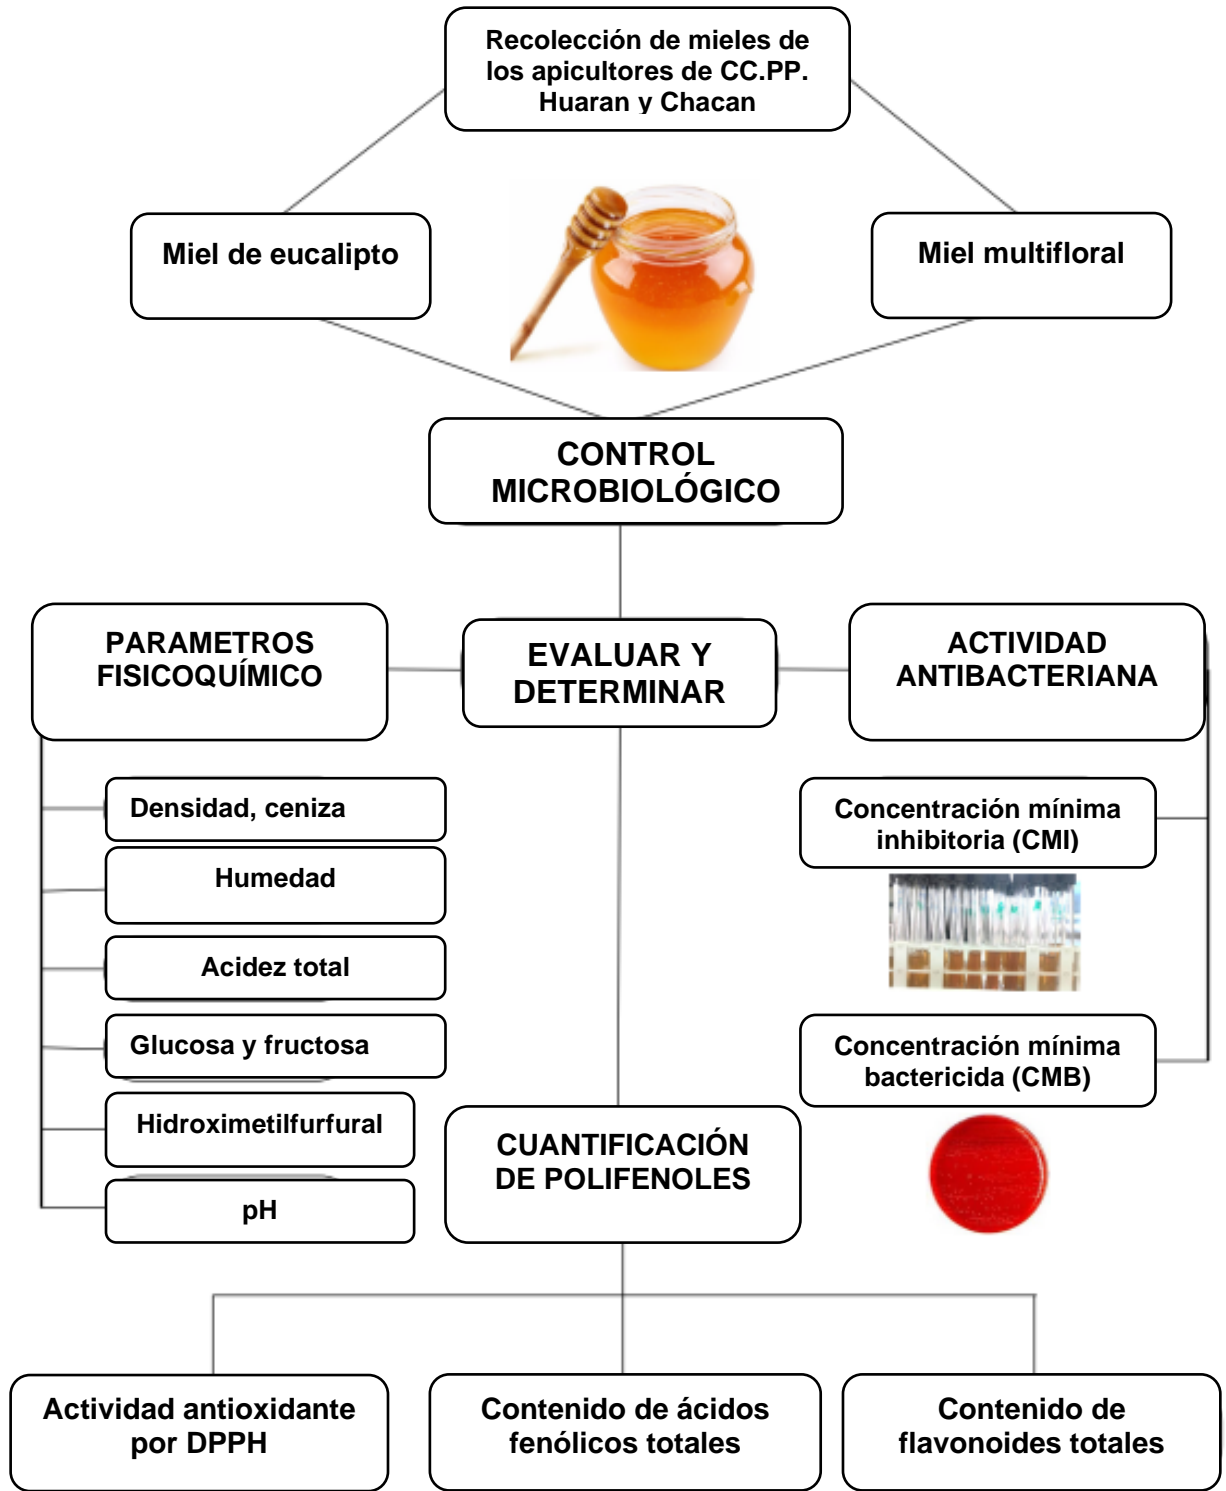 Recolección de mieles de
los apicultores de CC.PP.
Huaran y Chacan
Miel de eucalipto
Miel multifloral
CONTROL
MICROBIOLÓGICO
PARAMETROS
FISICOQUÍMICO
EVALUAR Y
DETERMINAR
ACTIVIDAD
ANTIBACTERIANA
Densidad, ceniza
Humedad
Acidez total
Glucosa y fructosa
Hidroximetilfurfural
pH
Concentración mínima
inhibitoria (CMI)
Concentración mínima
bactericida (CMB)
CUANTIFICACIÓN
DE POLIFENOLES
Actividad antioxidante
por DPPH
Contenido de ácidos
fenólicos totales
Contenido de
flavonoides totales